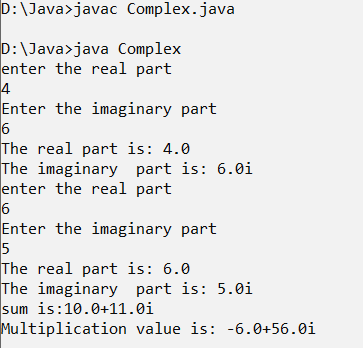 D:\Java>javac Complex.java
D:\Java>java Complex
enter the real part
4
Enter the imaginary part
6
The real part is: 4.0
The imaginary  part is: 6.0i
enter the real part
6
Enter the imaginary part
5
The real part is: 6.0
The imaginary  part is: 5.0i
sum is:10.0+11.0i
Multiplication value is: -6.0+56.0i